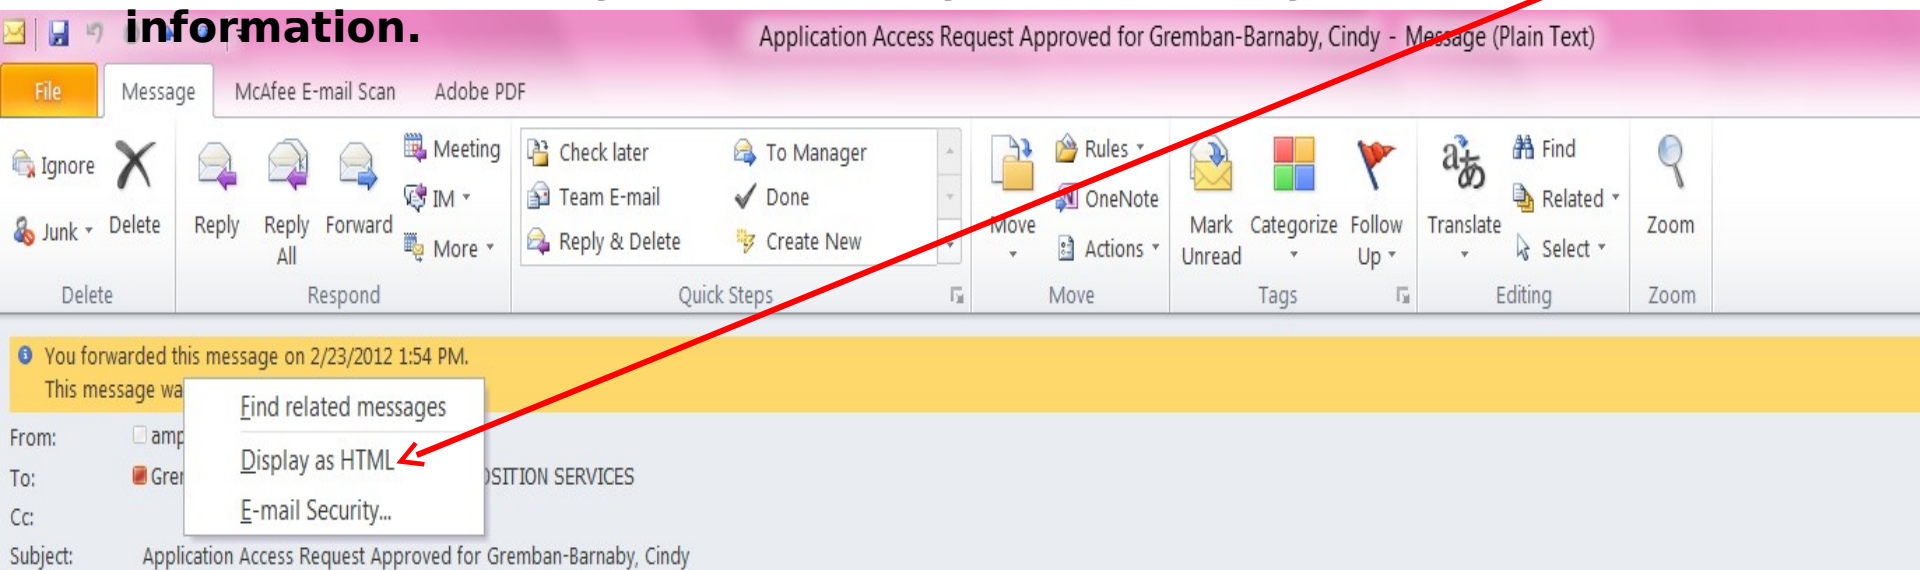 information.
Application Access Request Approved for Gremban-Barnaby, Cindy - Message (Plain Text)
File Message McAfee E-mail Scan Adobe PDF
Ignore
Junk
Delete
Reply
Reply All
Forward
Meeting
IM
More
Check later
Team E-mail
Reply & Delete
To Manager
Done
Create New
Move
Rules
OneNote
Actions
Mark Unread
Categorize
Follow Up
Translate
Find
Related
Select
Zoom
Delete Respond Quick Steps Move Tags Editing Zoom
You forwarded this message on 2/23/2012 1:54 PM.
This message
Find related messages
Display as HTML
E-mail Security...
From:
To: SERVICES
Cc:
Subject: Application Access Request Approved for Gremban-Barnaby, Cindy